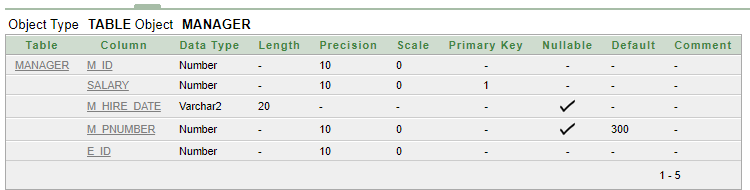 Object Type TABLE Object MANAGER
Table Column Data Type Length Precision Scale Primary Key Nullable Default Comment
MANAGER M_ID Number - 10 0 - - - -
SALARY Number - 10 0 1 - - -
M_HIRE_DATE Varchar2 20 - - - ✓ - -
M_PNUMBER Number - 10 0 - ✓ 300 -
E_ID Number - 10 0 - - - -
1 - 5